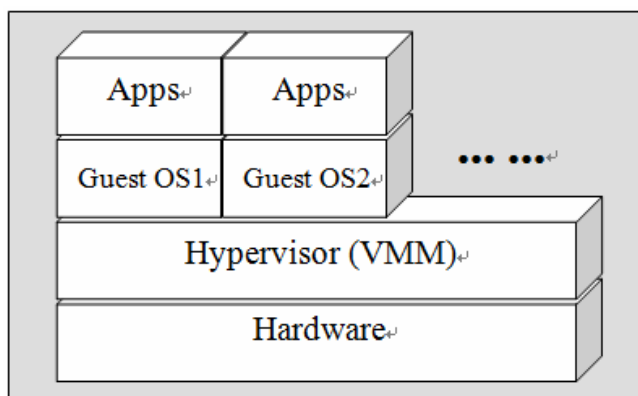 Apps↵ Apps↵
Guest OS1↵ Guest OS2↵
••• •••↵
Hypervisor (VMM)↵
Hardware↵